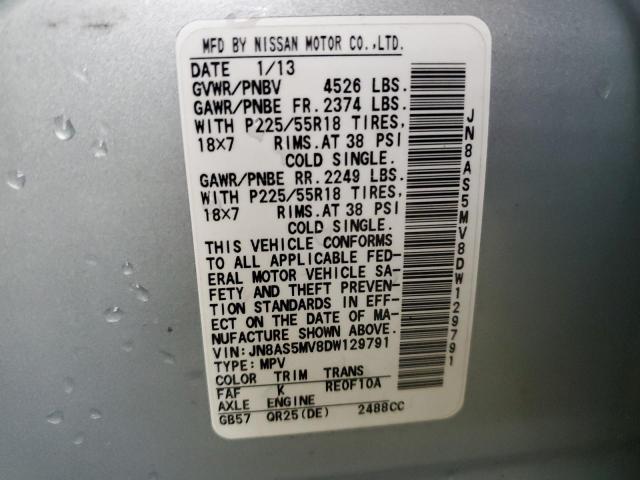 MFD BY NISSAN MOTOR CO.,LTD.
DATE 1/13
GVWR/PNBV 4526 LBS.
GAWR/PNBE FR.2374 LBS.
WITH P225/55R18 TIRES,
18×7 RIMS.AT 38 PSI
COLD SINGLE.
GAWR/PNBE RR.2249 LBS.
WITH P225/55R18 TIRES,
18×7 RIMS.AT 38 PSI
COLD SINGLE.
THIS VEHICLE CONFORMS
TO ALL APPLICABLE FED-
ERAL MOTOR VEHICLE SA-
FETY AND THEFT PREVEN-
TION STANDARDS IN EFF-
ECT ON THE DATE OF MA-
NUFACTURE SHOWN ABOVE.
VIN:JN8AS5MV8DW129791
TYPE:MPV
COLOR TRIM TRANS
FAF K RE0F10A
AXLE ENGINE
GB57 QR25(DE) 2488CC
JN8AS5MV8DW129791